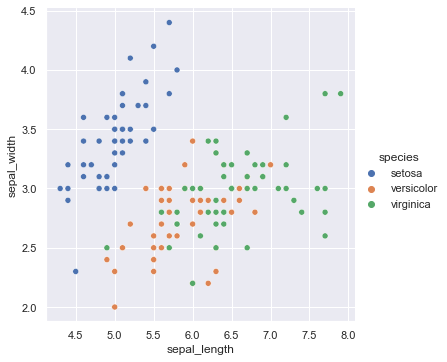 4.5
4.0
3.5
3.0
2.5
2.0
sepal_width
4.5 5.0 5.5 6.0 6.5 7.0 7.5 8.0
sepal_length
species
setosa
versicolor
virginica